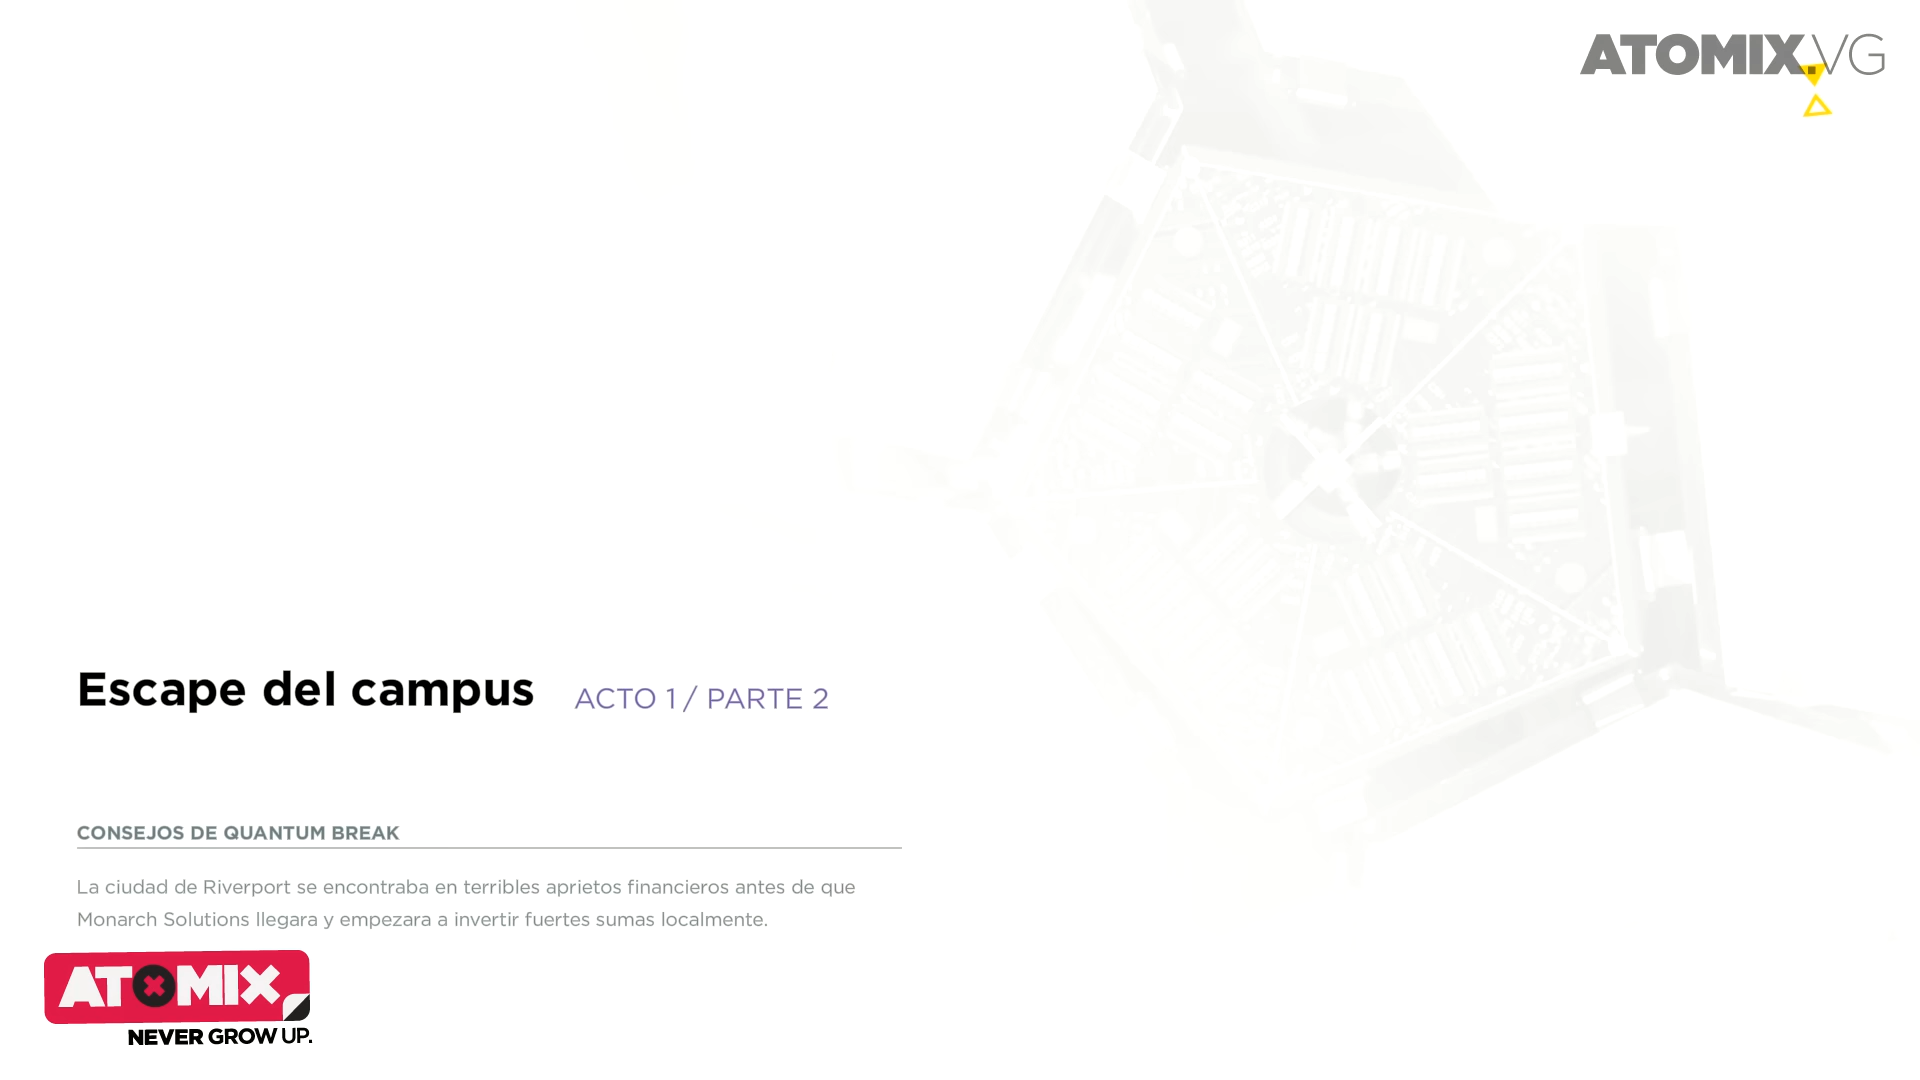 ATOMIX.VG
Escape del campus ACTO 1 / PARTE 2
CONSEJOS DE QUANTUM BREAK
La ciudad de Riverport se encontraba en terribles aprietos financieros antes de que
Monarch Solutions llegara y empezara a invertir fuertes sumas localmente.
ATOMIX
NEVER GROW UP.